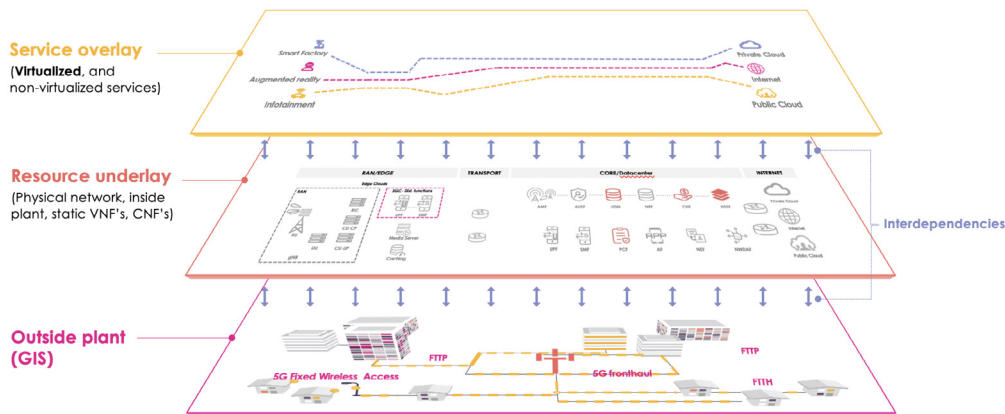 Service overlay
(Virtualized, and
non-virtualized services)
Smart Factory
Private Cloud
Augmented reality
Internet
Infotainment
Public Cloud
Resource underlay
(Physical network, inside
plant, static VNF's, CNF's)
RAN/EDGE
TRANSPORT
CORE/Datacenter
INTERNET
Edge Clouds
RAN
Media Server
Caching
AMF
AUSF
UDM
NEF
UPF
SMF
PCF
AF
NWDAF
Private Cloud
Internet
Public Cloud
Interdependencies
Outside plant
(GIS)
FTTP
FTTP
5G Fixed Wireless Access
5G fronthaul
FTTH